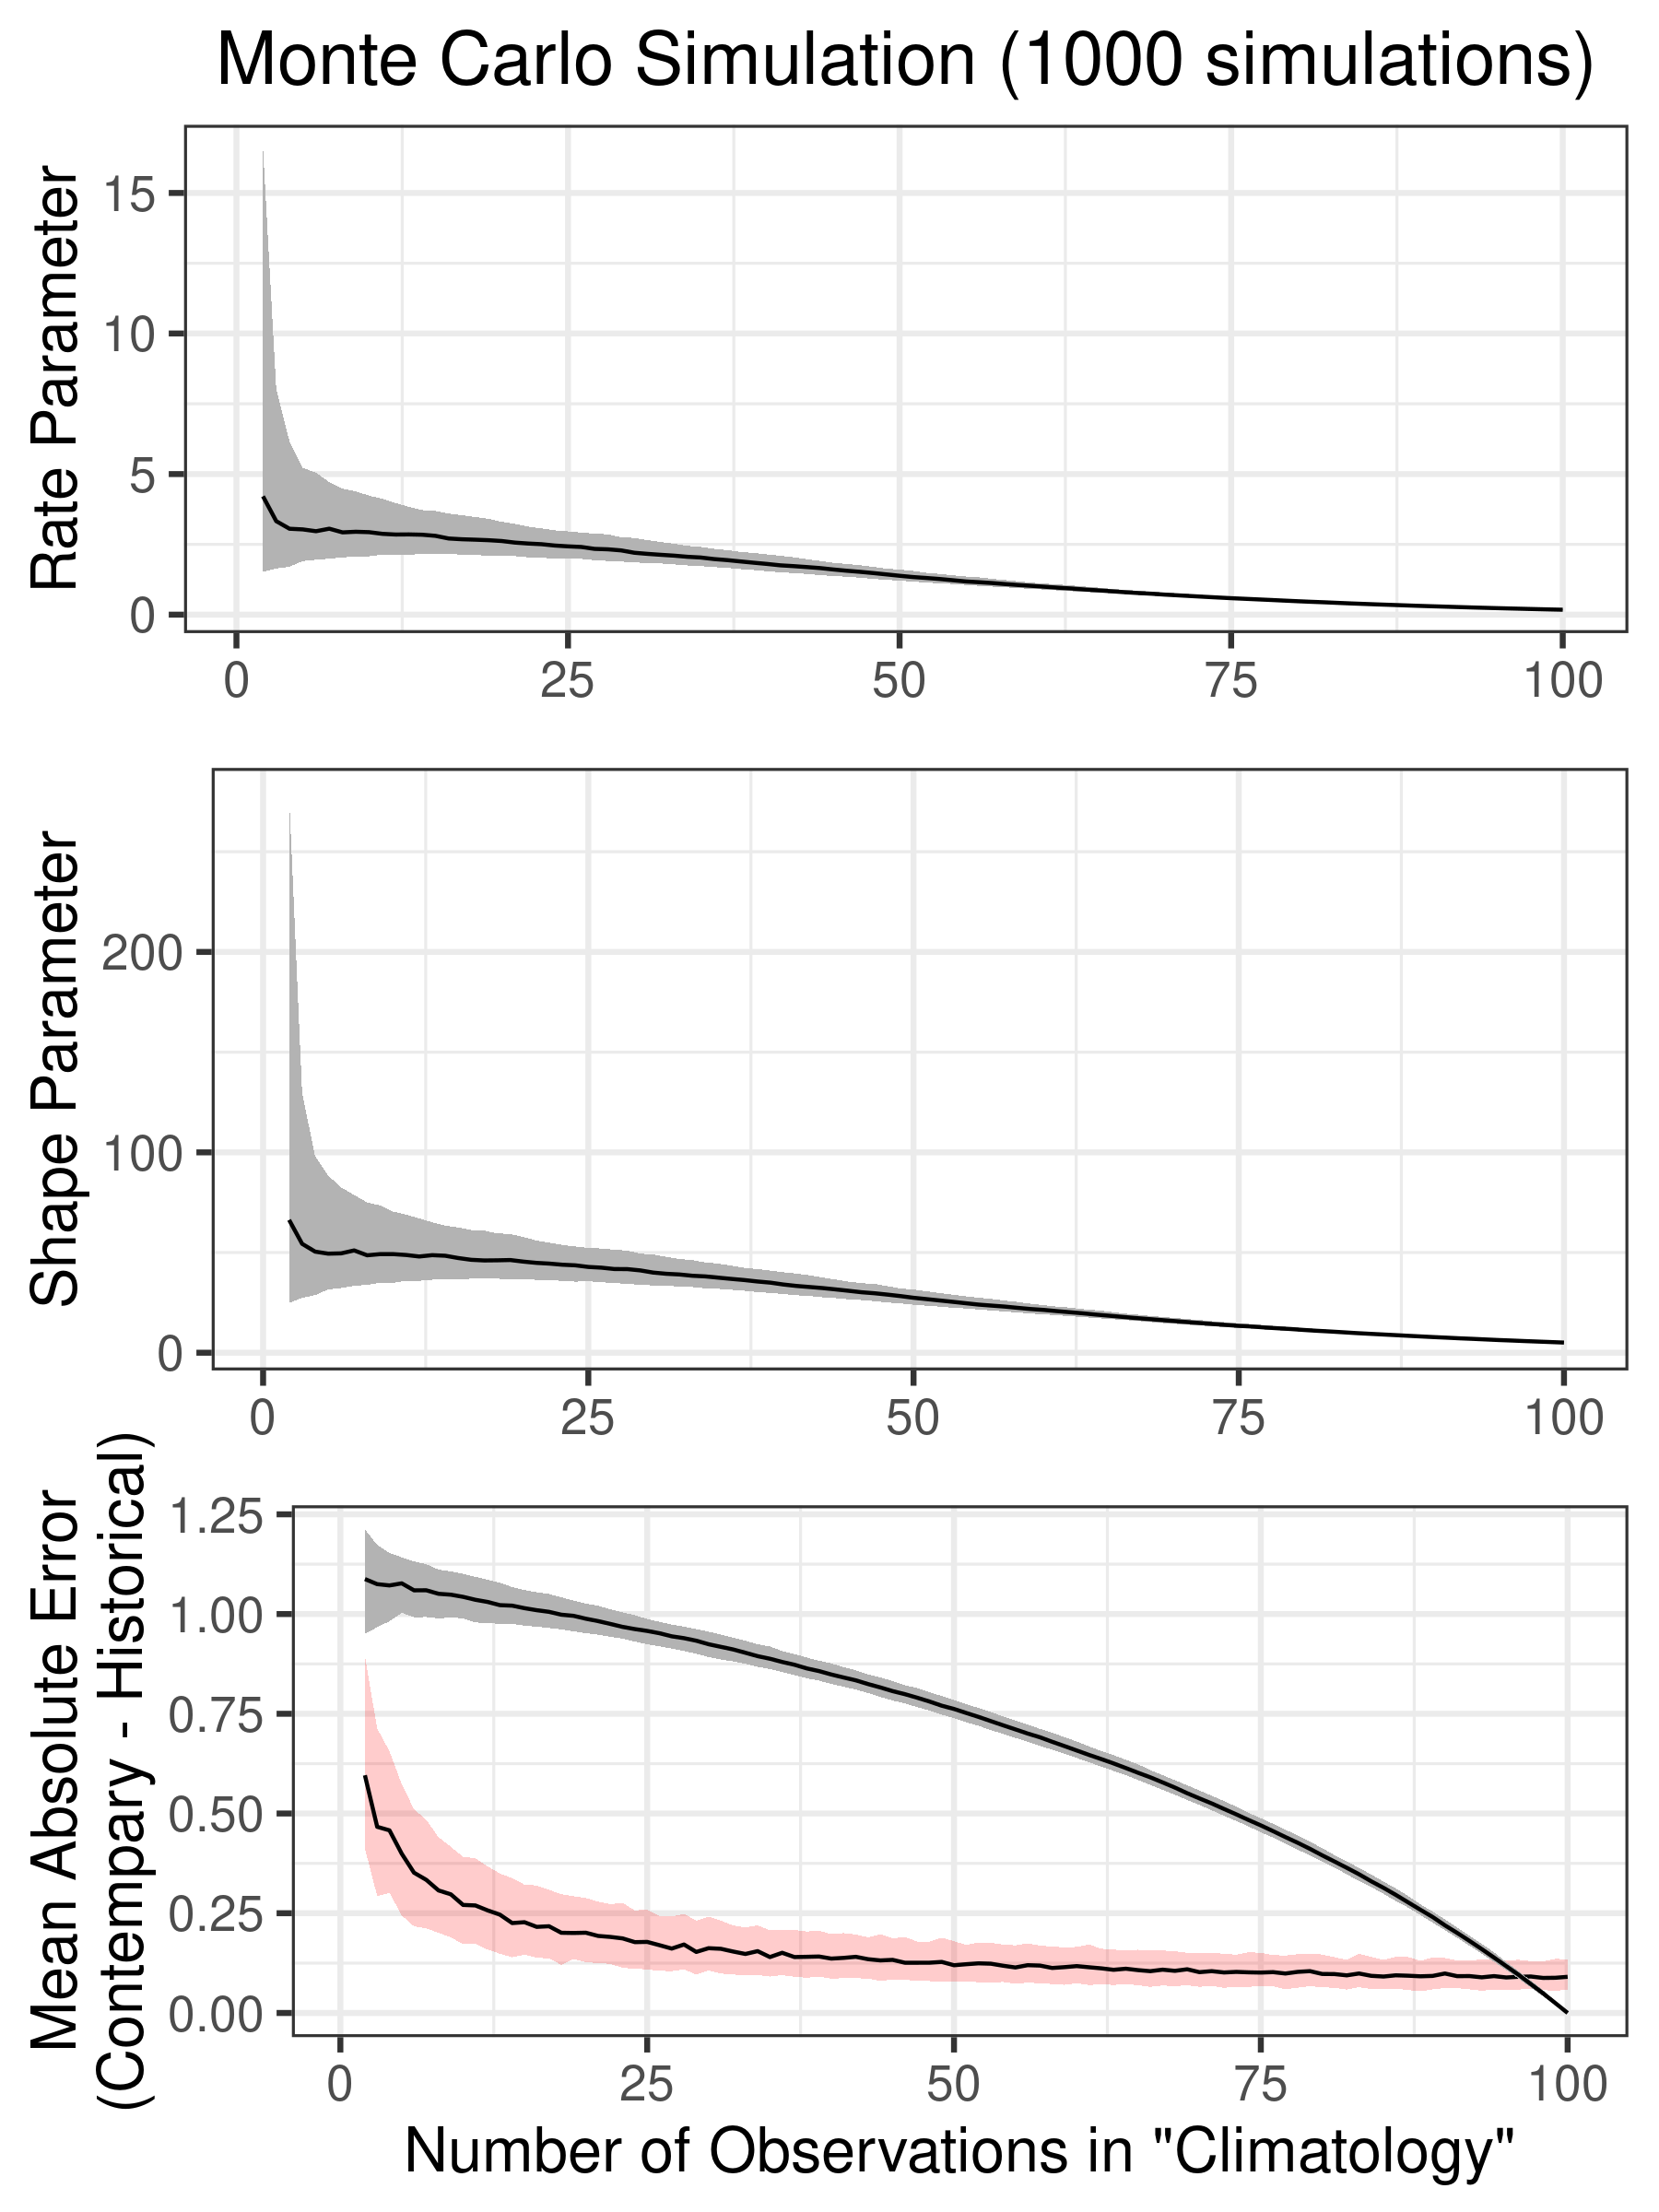 Monte Carlo Simulation (1000 simulations)
Rate Parameter
15
10
5
0
0 25 50 75 100
Shape Parameter
200
100
0
0 25 50 75 100
Mean Absolute Error
(Contempary - Historical)
1.25
1.00
0.75
0.50
0.25
0.00
0 25 50 75 100
Number of Observations in "Climatology"